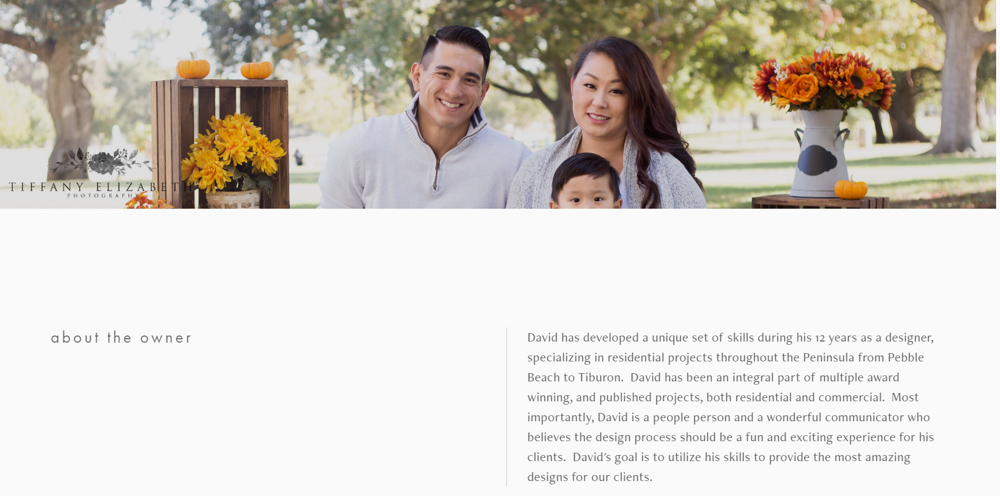 TIFFANY ELIZABETH
PHOTOGRAPHY
about the owner
David has developed a unique set of skills during his 12 years as a designer,
specializing in residential projects throughout the Peninsula from Pebble
Beach to Tiburon.  David has been an integral part of multiple award
winning, and published projects, both residential and commercial.  Most
importantly, David is a people person and a wonderful communicator who
believes the design process should be a fun and exciting experience for his
clients.  David's goal is to utilize his skills to provide the most amazing
designs for our clients.